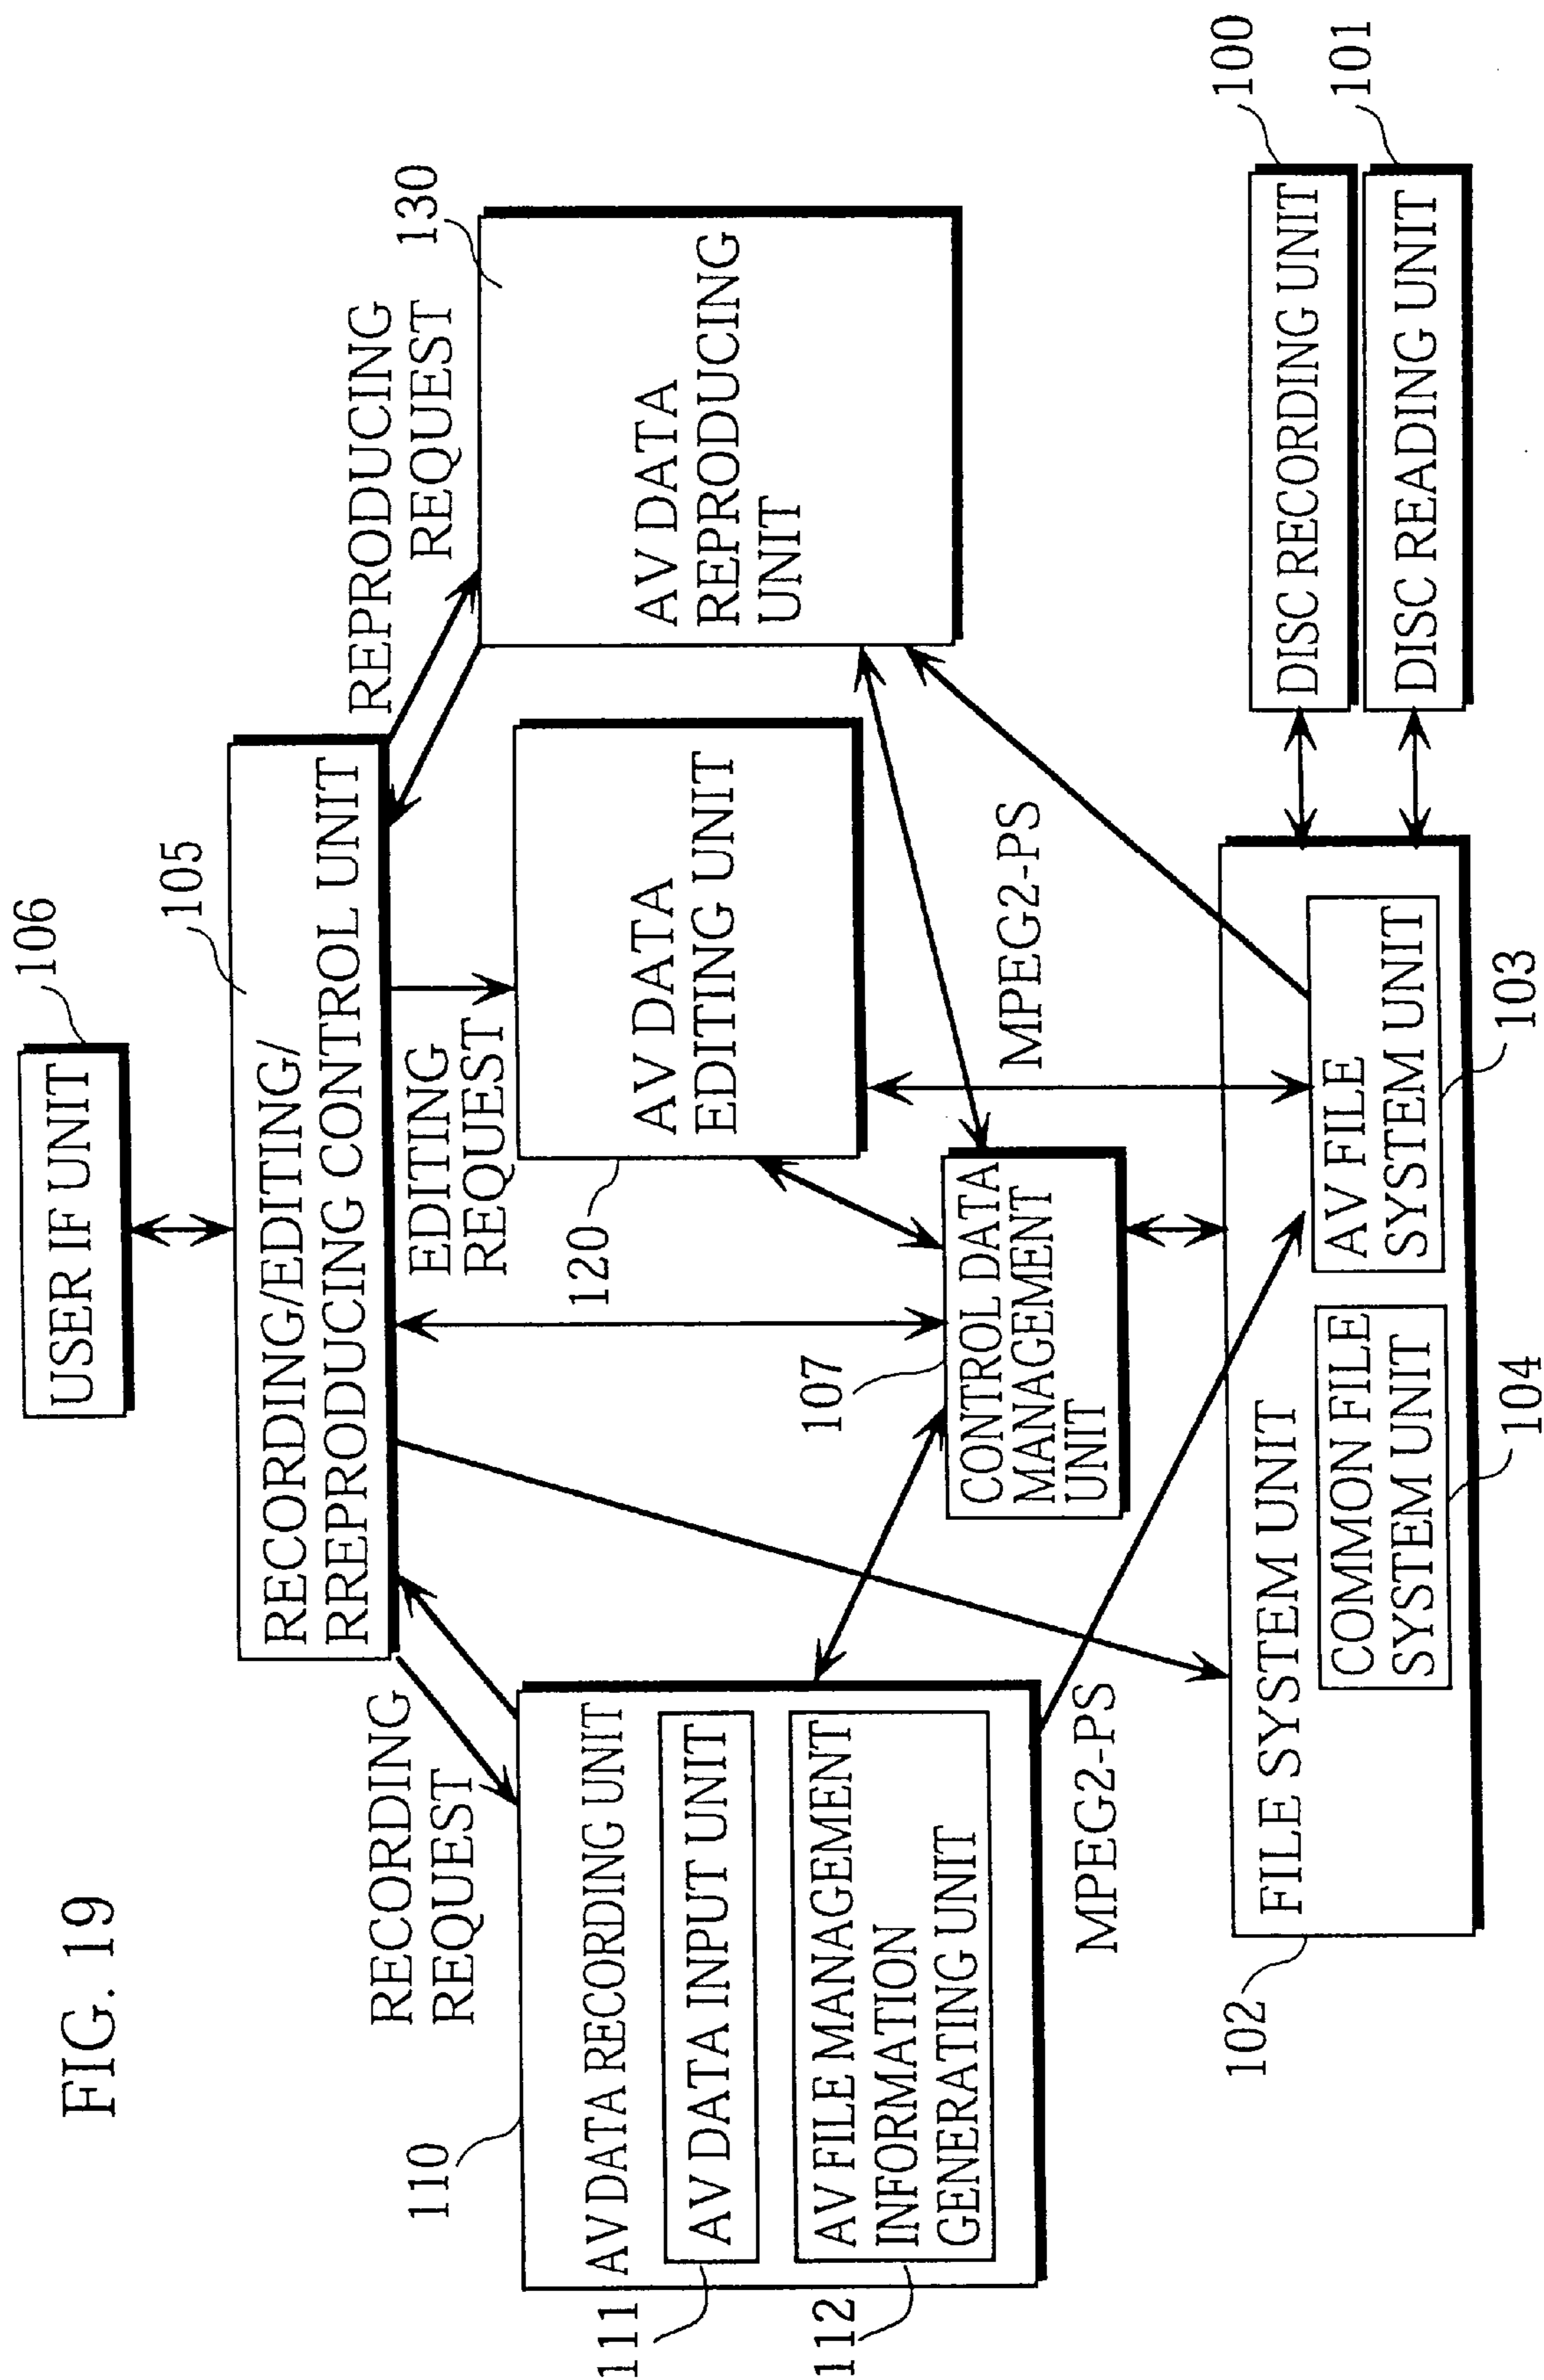 FIG. 19
106
USER IF UNIT
105
RECORDING/EDITING/
RREPRODUCING CONTROL UNIT
RECORDING
REQUEST
EDITING
REQUEST
REPRODUCING
REQUEST
110
AV DATA RECORDING UNIT
111
AV DATA INPUT UNIT
112
AV FILE MANAGEMENT
INFORMATION
GENERATING UNIT
120
AV DATA
EDITING UNIT
130
AV DATA
REPRODUCING
UNIT
107
CONTROL DATA
MANAGEMENT
UNIT
MPEG2-PS
MPEG2-PS
102
FILE SYSTEM UNIT
COMMON FILE
SYSTEM UNIT
104
AV FILE
SYSTEM UNIT
103
100
DISC RECORDING UNIT
101
DISC READING UNIT